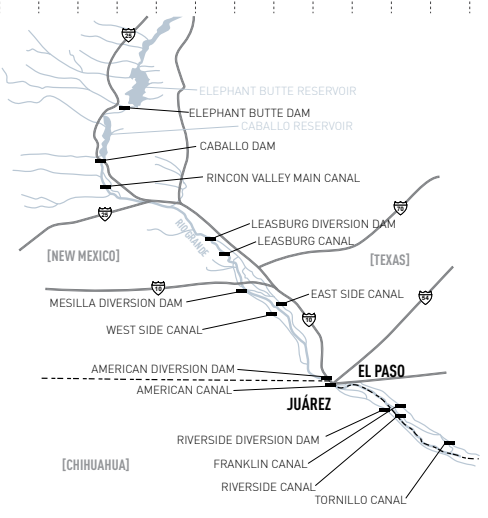 25
ELEPHANT BUTTE RESERVOIR
ELEPHANT BUTTE DAM
CABALLO RESERVOIR
CABALLO DAM
RINCON VALLEY MAIN CANAL
25
70
RIO GRANDE
LEASBURG DIVERSION DAM
LEASBURG CANAL
[NEW MEXICO]
[TEXAS]
10
EAST SIDE CANAL
54
MESILLA DIVERSION DAM
10
WEST SIDE CANAL
AMERICAN DIVERSION DAM
EL PASO
AMERICAN CANAL
JUÁREZ
RIVERSIDE DIVERSION DAM
[CHIHUAHUA]
FRANKLIN CANAL
RIVERSIDE CANAL
TORNILLO CANAL